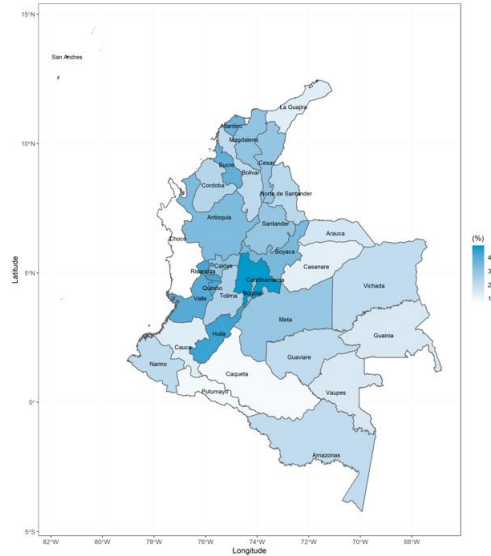 15°N
San Andres
La Guajira
Atlantico
Magdalena
10°N
Cesar
Sucre
Bolivar
Cordoba
Norte de Santander
Antioquia
Santander
Arauca
Choco
Boyaca
(%)
4
3
2
1
Caldas
Casanare
Risaralda
Cundinamarca
5°N
Quindio
Vichada
Bogota
Valle
Tolima
Meta
Guainia
Huila
Cauca
Guaviare
Narino
Caqueta
Vaupes
Putumayo
0°
Amazonas
5°S
82°W
80°W
78°W
76°W
74°W
72°W
70°W
68°W
Longitude
Latitude